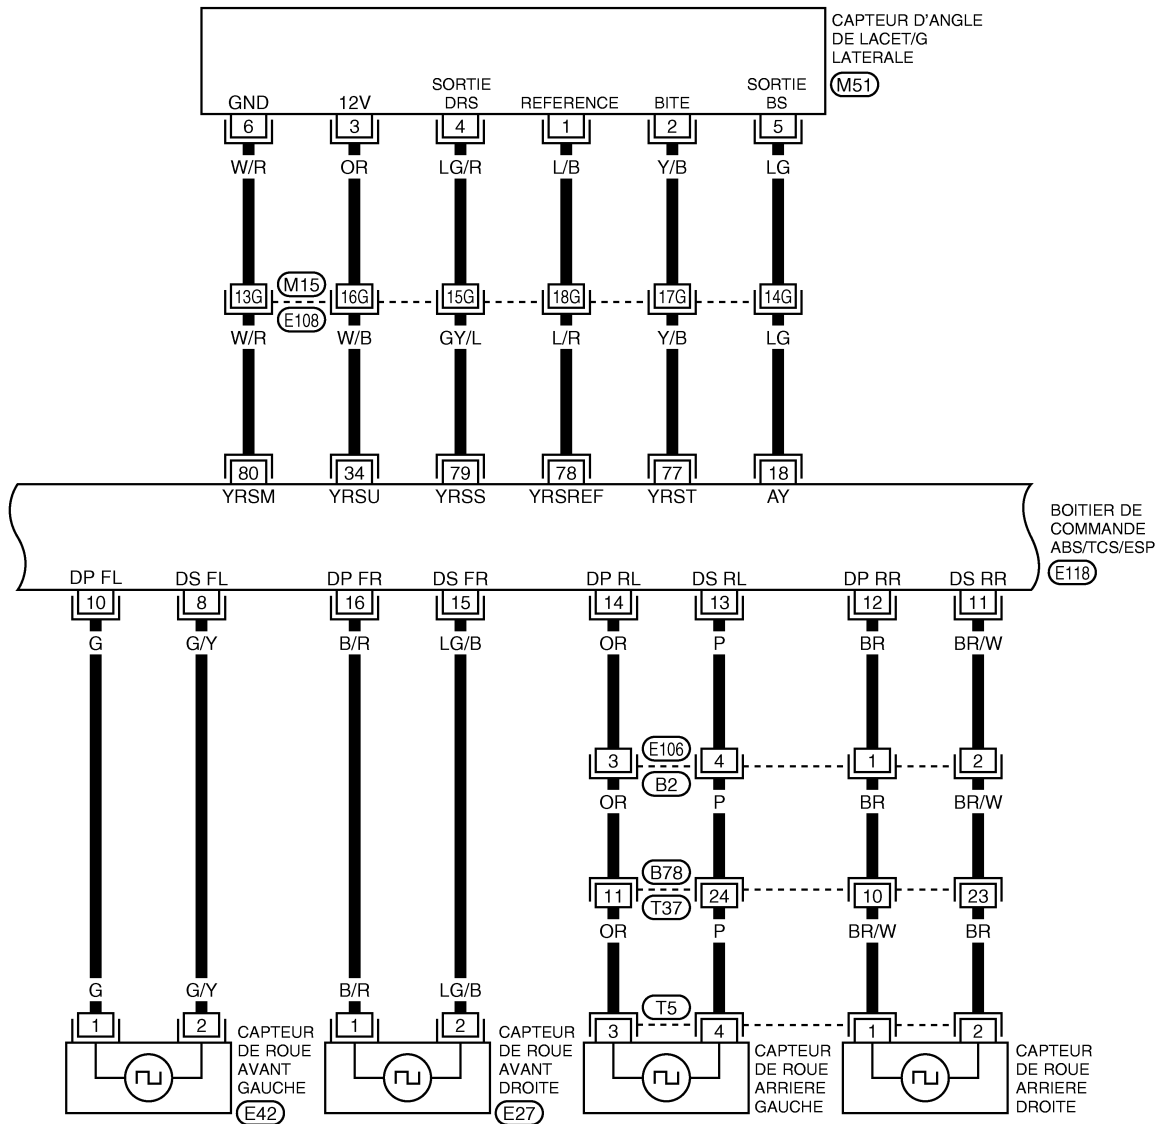 CAPTEUR D'ANGLE
DE LACET/G
LATERALE
M51
SORTIE SORTIE
GND 12V DRS REFERENCE BITE BS
6 3 4 1 2 5
W/R OR LG/R L/B Y/B LG
M15
13G 16G 15G 18G 17G 14G
E108
W/R W/B GY/L L/R Y/B LG
80 34 79 78 77 18
YRSM YRSU YRSS YRSREF YRST AY
BOITIER DE
COMMANDE
ABS/TCS/ESP
E118
DP FL DS FL DP FR DS FR DP RL DS RL DP RR DS RR
10 8 16 15 14 13 12 11
G G/Y B/R LG/B OR P BR BR/W
E106
3 4 1 2
B2
OR P BR BR/W
B78
11 24 10 23
T37
OR P BR/W BR
G G/Y B/R LG/B
T5
1 2 1 2 3 4 1 2
CAPTEUR
DE ROUE
AVANT
GAUCHE
E42
CAPTEUR
DE ROUE
AVANT
DROITE
E27
CAPTEUR
DE ROUE
ARRIERE
GAUCHE
CAPTEUR
DE ROUE
ARRIERE
DROITE